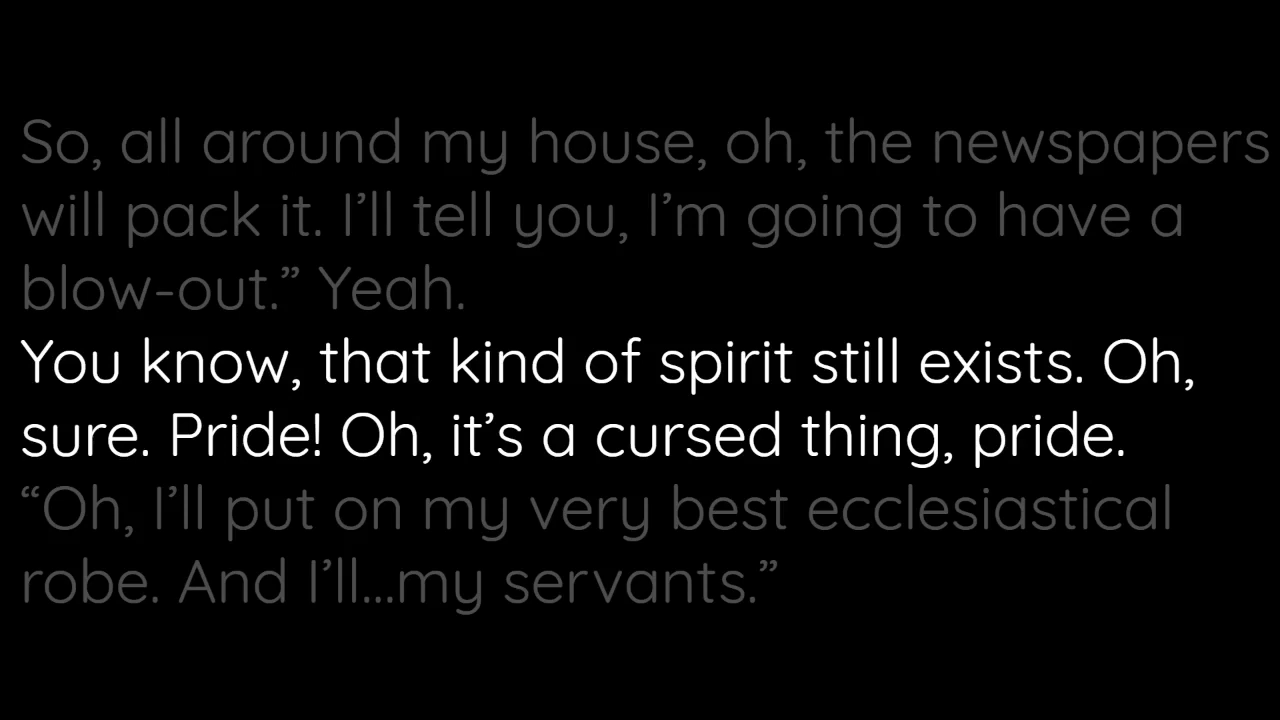 So, all around my house, oh, the newspapers
will pack it. I’ll tell you, I’m going to have a
blow-out.” Yeah.
You know, that kind of spirit still exists. Oh,
sure. Pride! Oh, it’s a cursed thing, pride.
“Oh, I’ll put on my very best ecclesiastical
robe. And I’ll...my servants.”